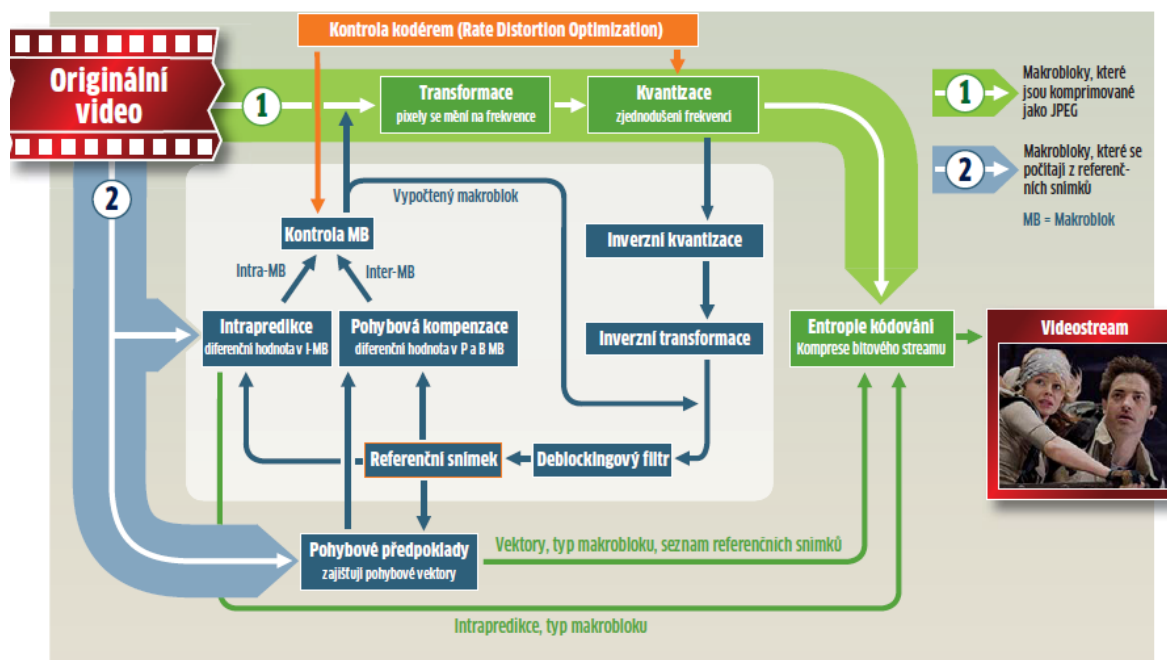 Kontrola kodérem (Rate Distortion Optimization)
Originální
video
1
Transformace
pixely se mění na frekvence
Kvantizace
zjednodušení frekvencí
1
Makrobloky, které
jsou komprimované
jako JPEG
2
Makrobloky, které se
počítají z referenč-
ních snímků
MB = Makroblok
2
Vypočtený makroblok
Kontrola MB
Inverzní kvantizace
Intra-MB
Inter-MB
Intrapredikce
diferenční hodnota v I-MB
Pohybová kompenzace
diferenční hodnota v P a B MB
Inverzní transformace
Entropie kódování
Komprese bitového streamu
Videostream
Referenční snímek
Deblockingový filtr
Pohybové předpoklady
zajišťují pohybové vektory
Vektory, typ makrobloku, seznam referenčních snímků
Intrapredikce, typ makrobloku